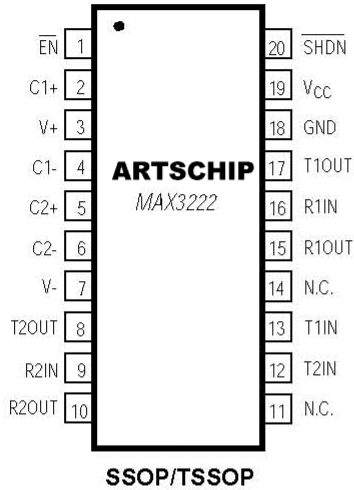 E̅N̅ 1 20 S̅H̅D̅N̅
C1+ 2 19 VCC
V+ 3 18 GND
C1- 4 ARTSCHIP 17 T1OUT
C2+ 5 MAX3222 16 R1IN
C2- 6 15 R1OUT
V- 7 14 N.C.
T2OUT 8 13 T1IN
R2IN 9 12 T2IN
R2OUT 10 11 N.C.
SSOP/TSSOP